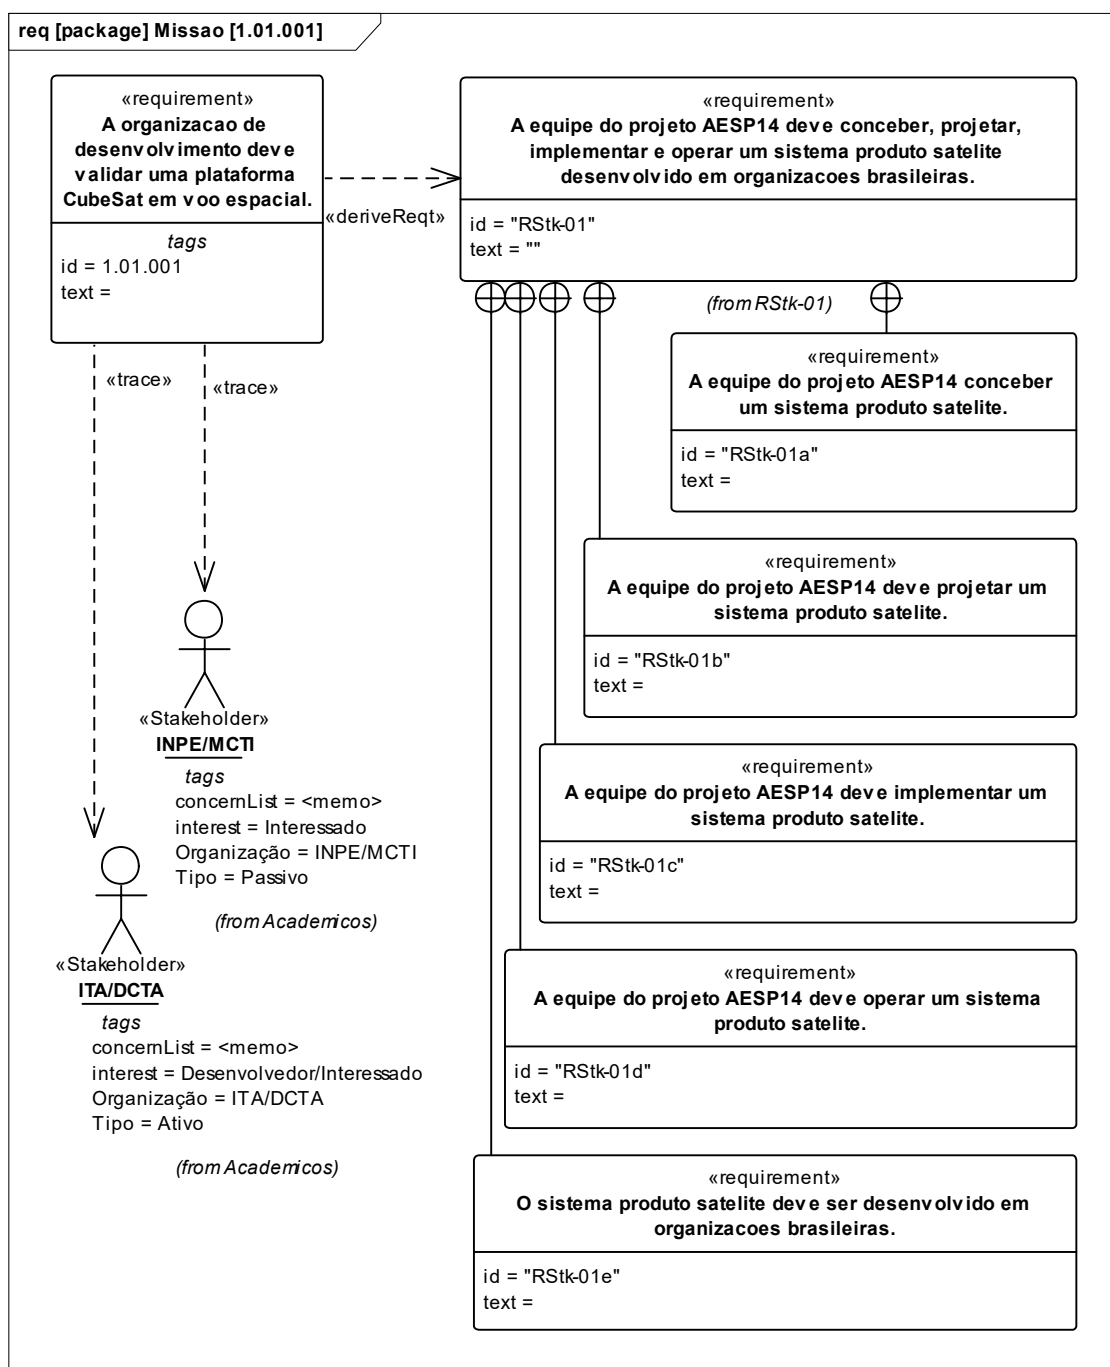 req [package] Missao [1.01.001]
«requirement»
A organizacao de
desenvolvimento deve
validar uma plataforma
CubeSat em voo espacial.
tags
id = 1.01.001
text =
«deriveReqt»
«requirement»
A equipe do projeto AESP14 deve conceber, projetar,
implementar e operar um sistema produto satelite
desenvolvido em organizacoes brasileiras.
id = "RStk-01"
text = ""
(from RStk-01)
«requirement»
A equipe do projeto AESP14 conceber
um sistema produto satelite.
id = "RStk-01a"
text =
«requirement»
A equipe do projeto AESP14 deve projetar um
sistema produto satelite.
id = "RStk-01b"
text =
«requirement»
A equipe do projeto AESP14 deve implementar um
sistema produto satelite.
id = "RStk-01c"
text =
«requirement»
A equipe do projeto AESP14 deve operar um sistema
produto satelite.
id = "RStk-01d"
text =
«requirement»
O sistema produto satelite deve ser desenvolvido em
organizacoes brasileiras.
id = "RStk-01e"
text =
«trace»
«trace»
«Stakeholder»
INPE/MCTI
tags
concernList = <memo>
interest = Interessado
Organização = INPE/MCTI
Tipo = Passivo
(from Academicos)
«Stakeholder»
ITA/DCTA
tags
concernList = <memo>
interest = Desenvolvedor/Interessado
Organização = ITA/DCTA
Tipo = Ativo
(from Academicos)